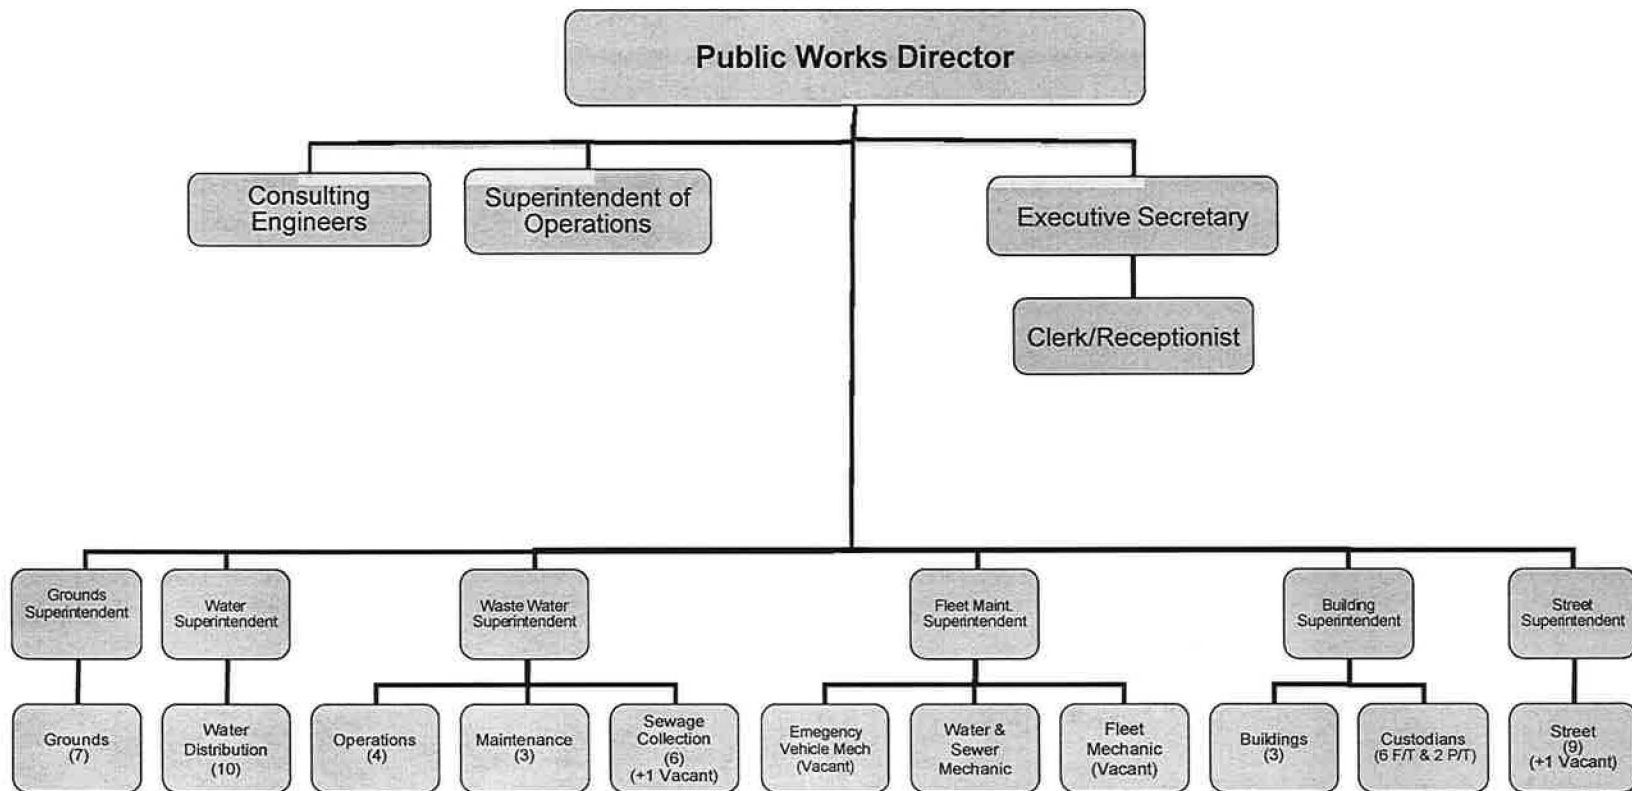 Public Works Director
Consulting
Engineers
Superintendent of
Operations
Executive Secretary
Clerk/Receptionist
Grounds
Superintendent
Water
Superintendent
Waste Water
Superintendent
Fleet Maint.
Superintendent
Building
Superintendent
Street
Superintendent
Grounds
(7)
Water
Distribution
(10)
Operations
(4)
Maintenance
(3)
Sewage
Collection
(6)
(+1 Vacant)
Emegency
Vehicle Mech
(Vacant)
Water &
Sewer
Mechanic
Fleet
Mechanic
(Vacant)
Buildings
(3)
Custodians
(6 F/T & 2 P/T)
Street (9)
(+1 Vacant)